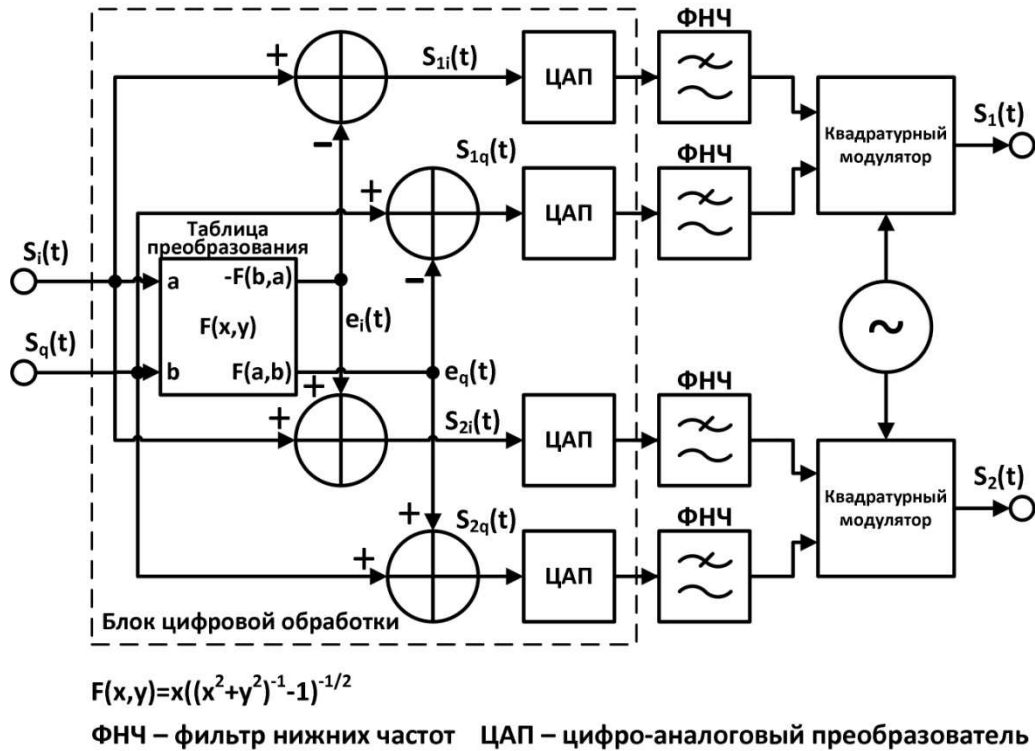 ФНЧ
+
S₁ᵢ(t)
ЦАП
S₁(t)
Квадратурный
модулятор
−
S₁q(t)
ФНЧ
+
ЦАП
Таблица
преобразования
Sᵢ(t)
a
-F(b,a)
−
F(x,y)
eᵢ(t)
~
Sq(t)
b
F(a,b)
eq(t)
+
+
S₂ᵢ(t)
ФНЧ
ЦАП
S₂(t)
Квадратурный
модулятор
+
S₂q(t)
ФНЧ
+
ЦАП
Блок цифровой обработки
F(x,y)=x((x²+y²)⁻¹-1)⁻¹/²
ФНЧ – фильтр нижних частот ЦАП – цифро-аналоговый преобразователь